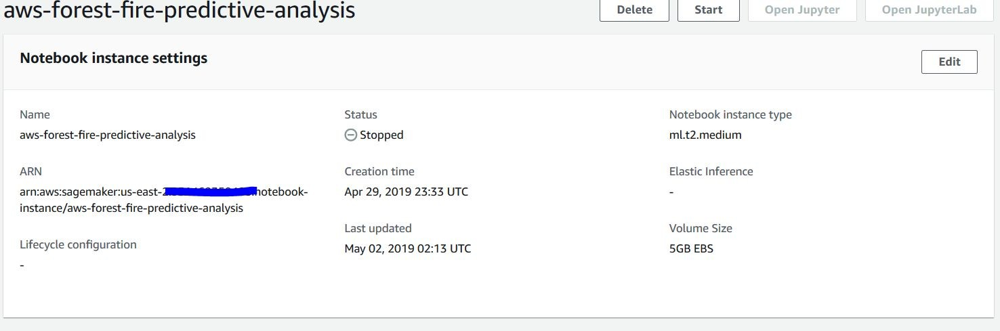 aws-forest-fire-predictive-analysis
Delete
Start
Open Jupyter
Open JupyterLab
Notebook instance settings
Edit
Name
aws-forest-fire-predictive-analysis
Status
Stopped
Notebook instance type
ml.t2.medium
ARN
arn:aws:sagemaker:us-east- notebook-
instance/aws-forest-fire-predictive-analysis
Creation time
Apr 29, 2019 23:33 UTC
Elastic Inference
-
Lifecycle configuration
-
Last updated
May 02, 2019 02:13 UTC
Volume Size
5GB EBS